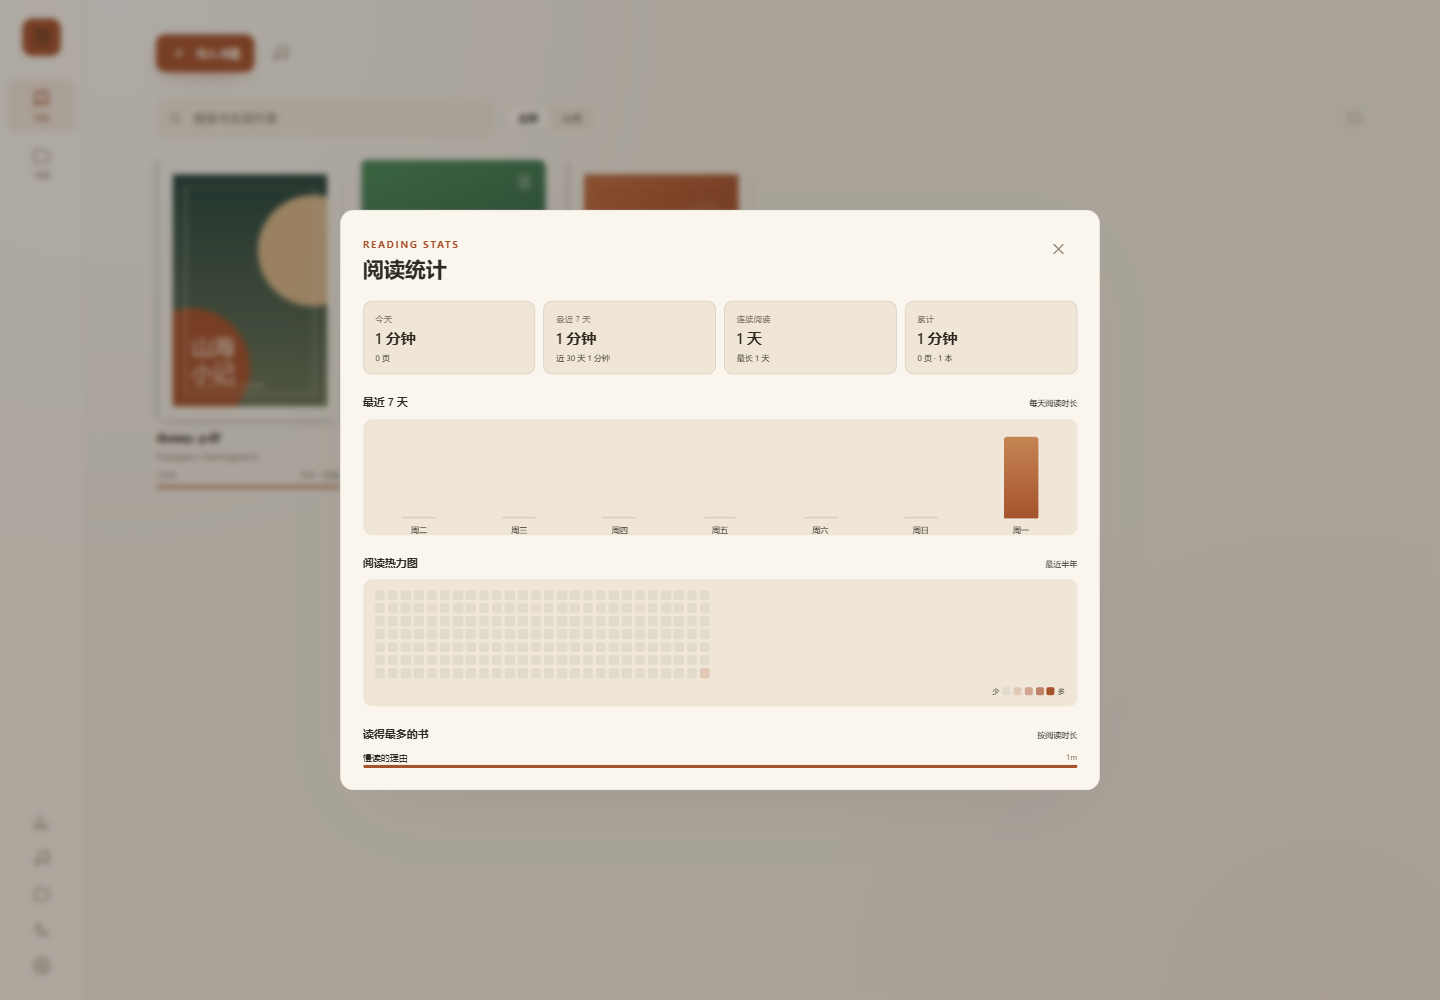 READING STATS
阅读统计
今天
1 分钟
0 页
最近 7 天
1 分钟
近 30 天 1 分钟
连续阅读
1 天
最长 1 天
累计
1 分钟
0 页 · 1 本
最近 7 天
每天阅读时长
周二
周三
周四
周五
周六
周日
周一
阅读热力图
最近半年
少
多
读得最多的书
按阅读时长
慢读的理由
1m
山海
小记